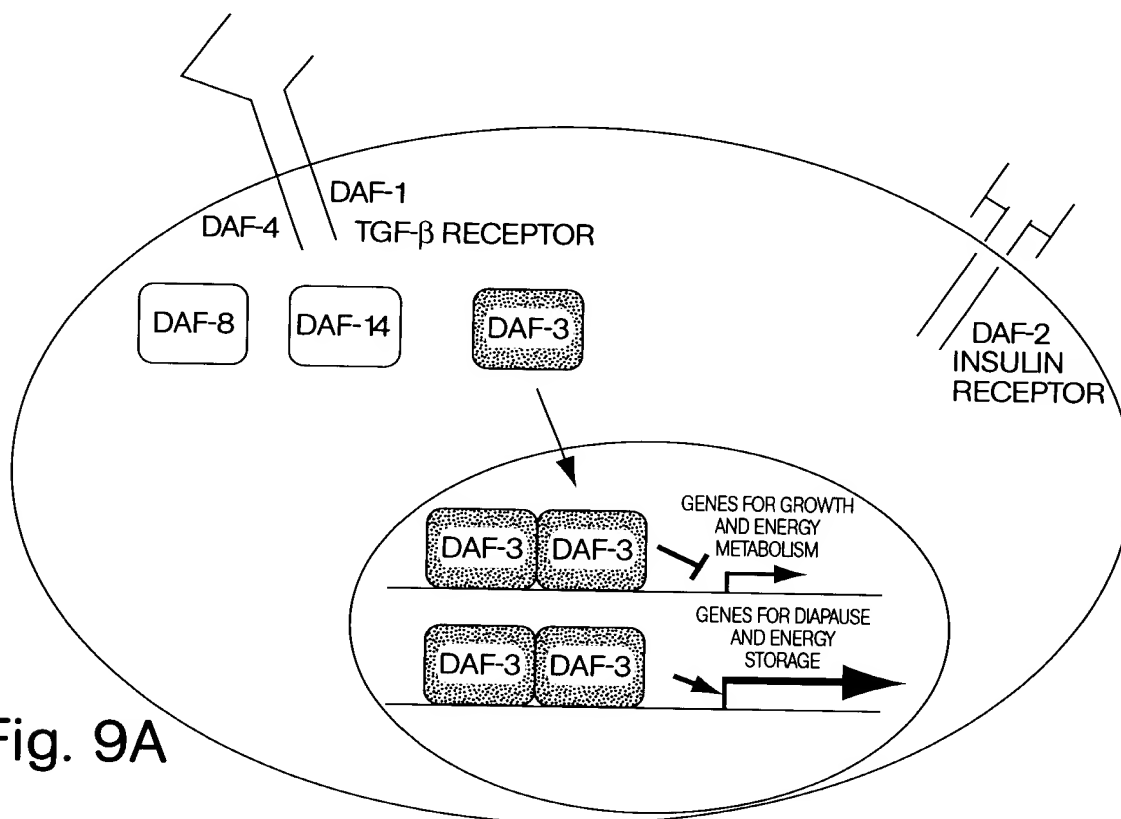 DAF-1
DAF-4
TGF-β RECEPTOR
DAF-8
DAF-14
DAF-3
DAF-2
INSULIN
RECEPTOR
GENES FOR GROWTH
AND ENERGY
METABOLISM
DAF-3
DAF-3
GENES FOR DIAPAUSE
AND ENERGY
STORAGE
DAF-3
DAF-3
Fig. 9A